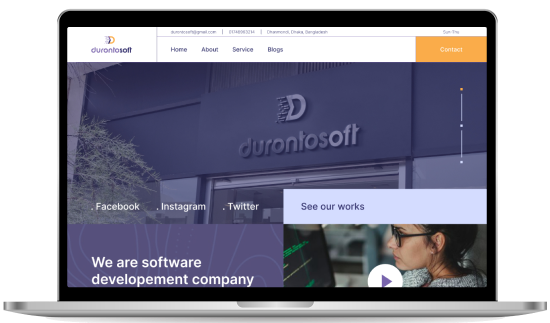 durontosoft@gmail.com | 01748563214 | Dhanmondi, Dhaka, Bangladesh Sun-Thu
durontosoft Home About Service Blogs Contact
durontosoft
. Facebook . Instagram . Twitter See our works
We are software
developement company